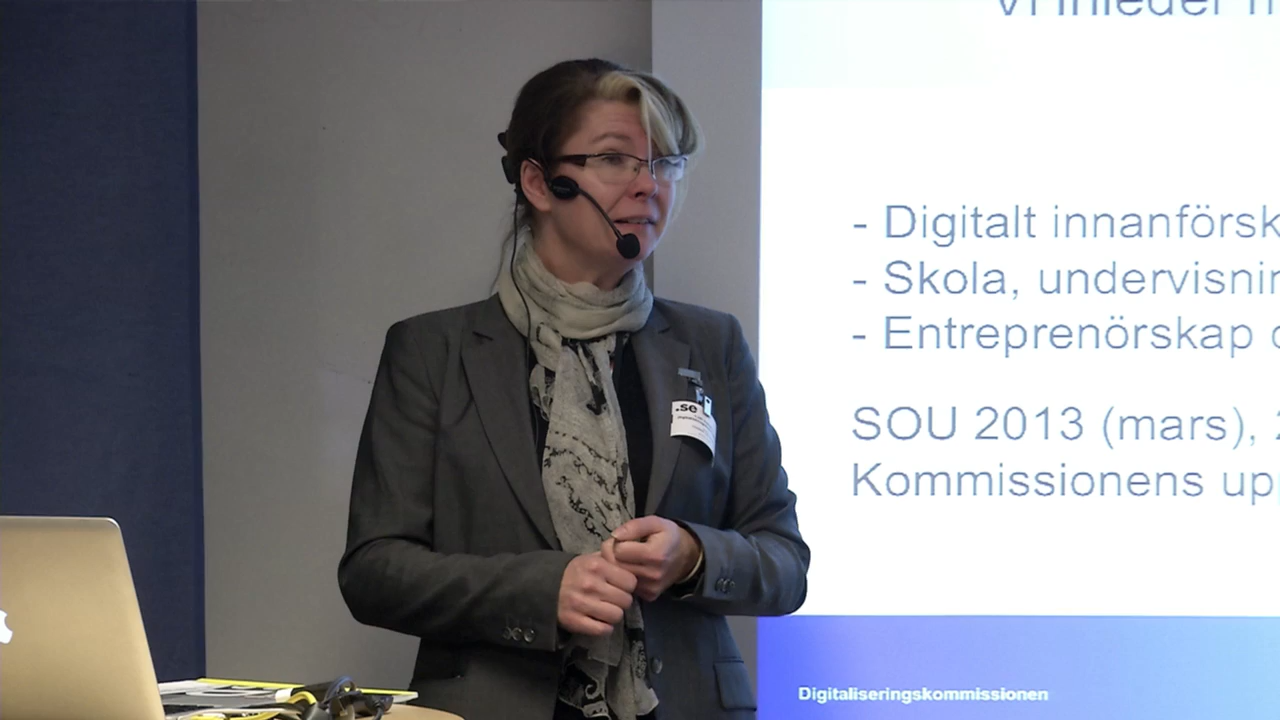 - Digitalt innanförsk
- Skola, undervisnin
- Entreprenörskap
SOU 2013 (mars),
Kommissionens up
.se
Digitaliseringskommissionen